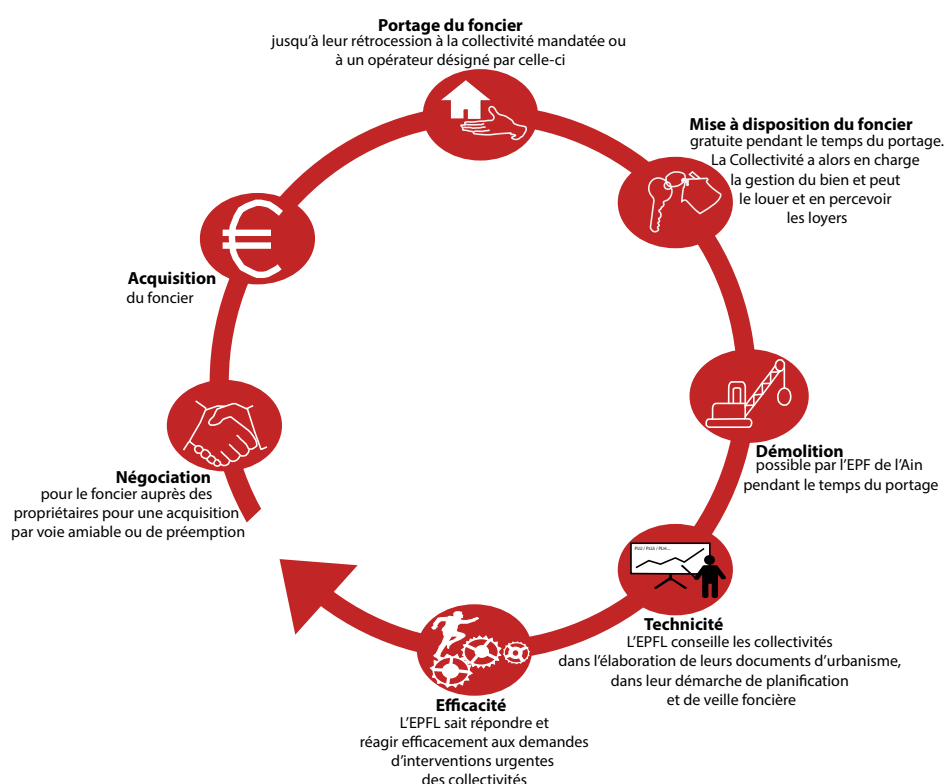 Portage du foncier
jusqu'à leur rétrocession à la collectivité mandatée ou
à un opérateur désigné par celle-ci
Mise à disposition du foncier
gratuite pendant le temps du portage.
La Collectivité a alors en charge
la gestion du bien et peut
le louer et en percevoir
les loyers
Acquisition
du foncier
Négociation
pour le foncier auprès des
propriétaires pour une acquisition
par voie amiable ou de préemption
Démolition
possible par l'EPF de l'Ain
pendant le temps du portage
Technicité
L'EPFL conseille les collectivités
dans l'élaboration de leurs documents d'urbanisme,
dans leur démarche de planification
et de veille foncière
Efficacité
L'EPFL sait répondre et
réagir efficacement aux demandes
d'interventions urgentes
des collectivités